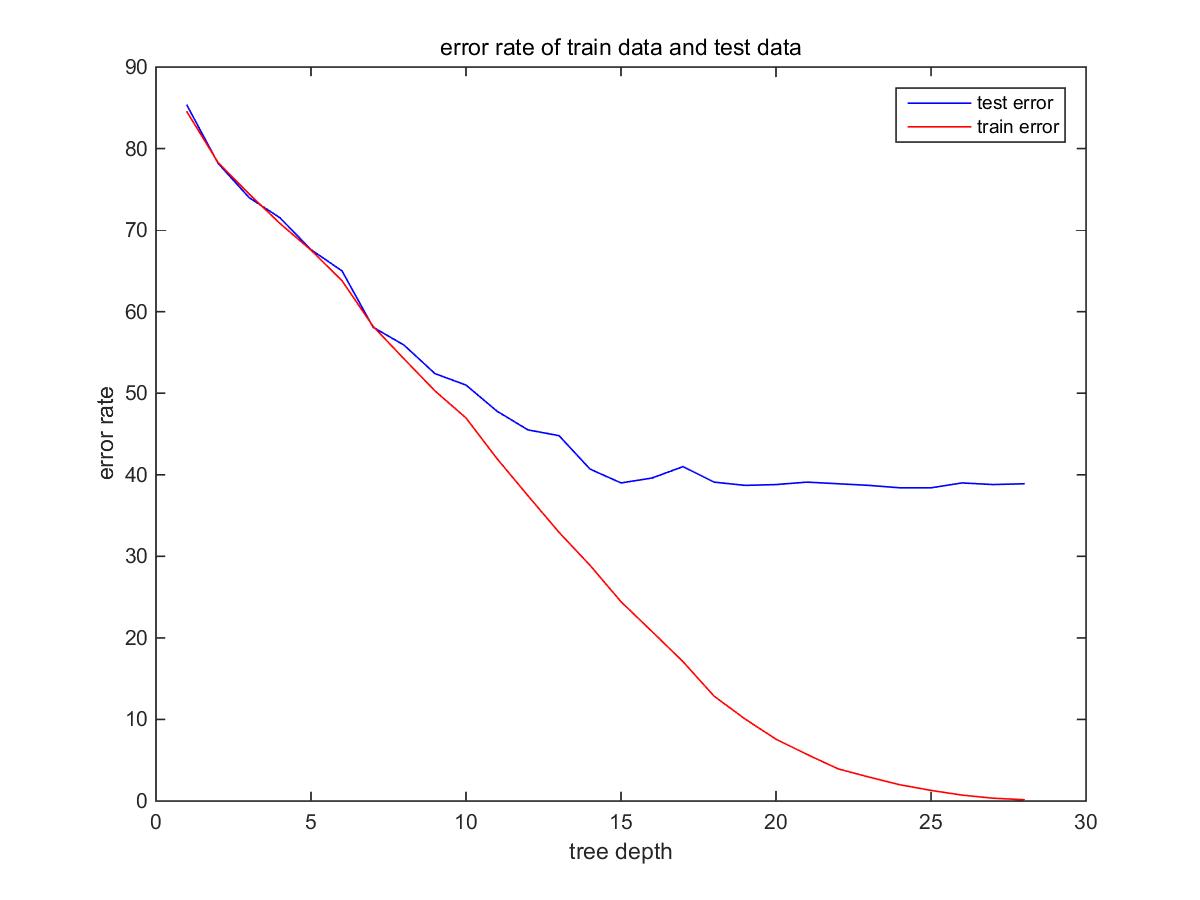 error rate of train data and test data
90
80
70
60
50
40
30
20
10
0
error rate
test error
train error
0 5 10 15 20 25 30
tree depth